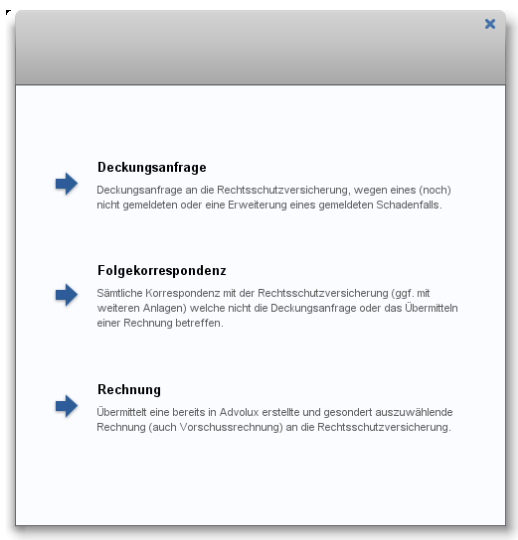 Deckungsanfrage
Deckungsanfrage an die Rechtsschutzversicherung, wegen eines (noch)
nicht gemeldeten oder eine Erweiterung eines gemeldeten Schadenfalls.
Folgekorrespondenz
Sämtliche Korrespondenz mit der Rechtsschutzversicherung (ggf. mit
weiteren Anlagen) welche nicht die Deckungsanfrage oder das Übermitteln
einer Rechnung betreffen.
Rechnung
Übermittelt eine bereits in Advolux erstellte und gesondert auszuwählende
Rechnung (auch Vorschussrechnung) an die Rechtsschutzversicherung.